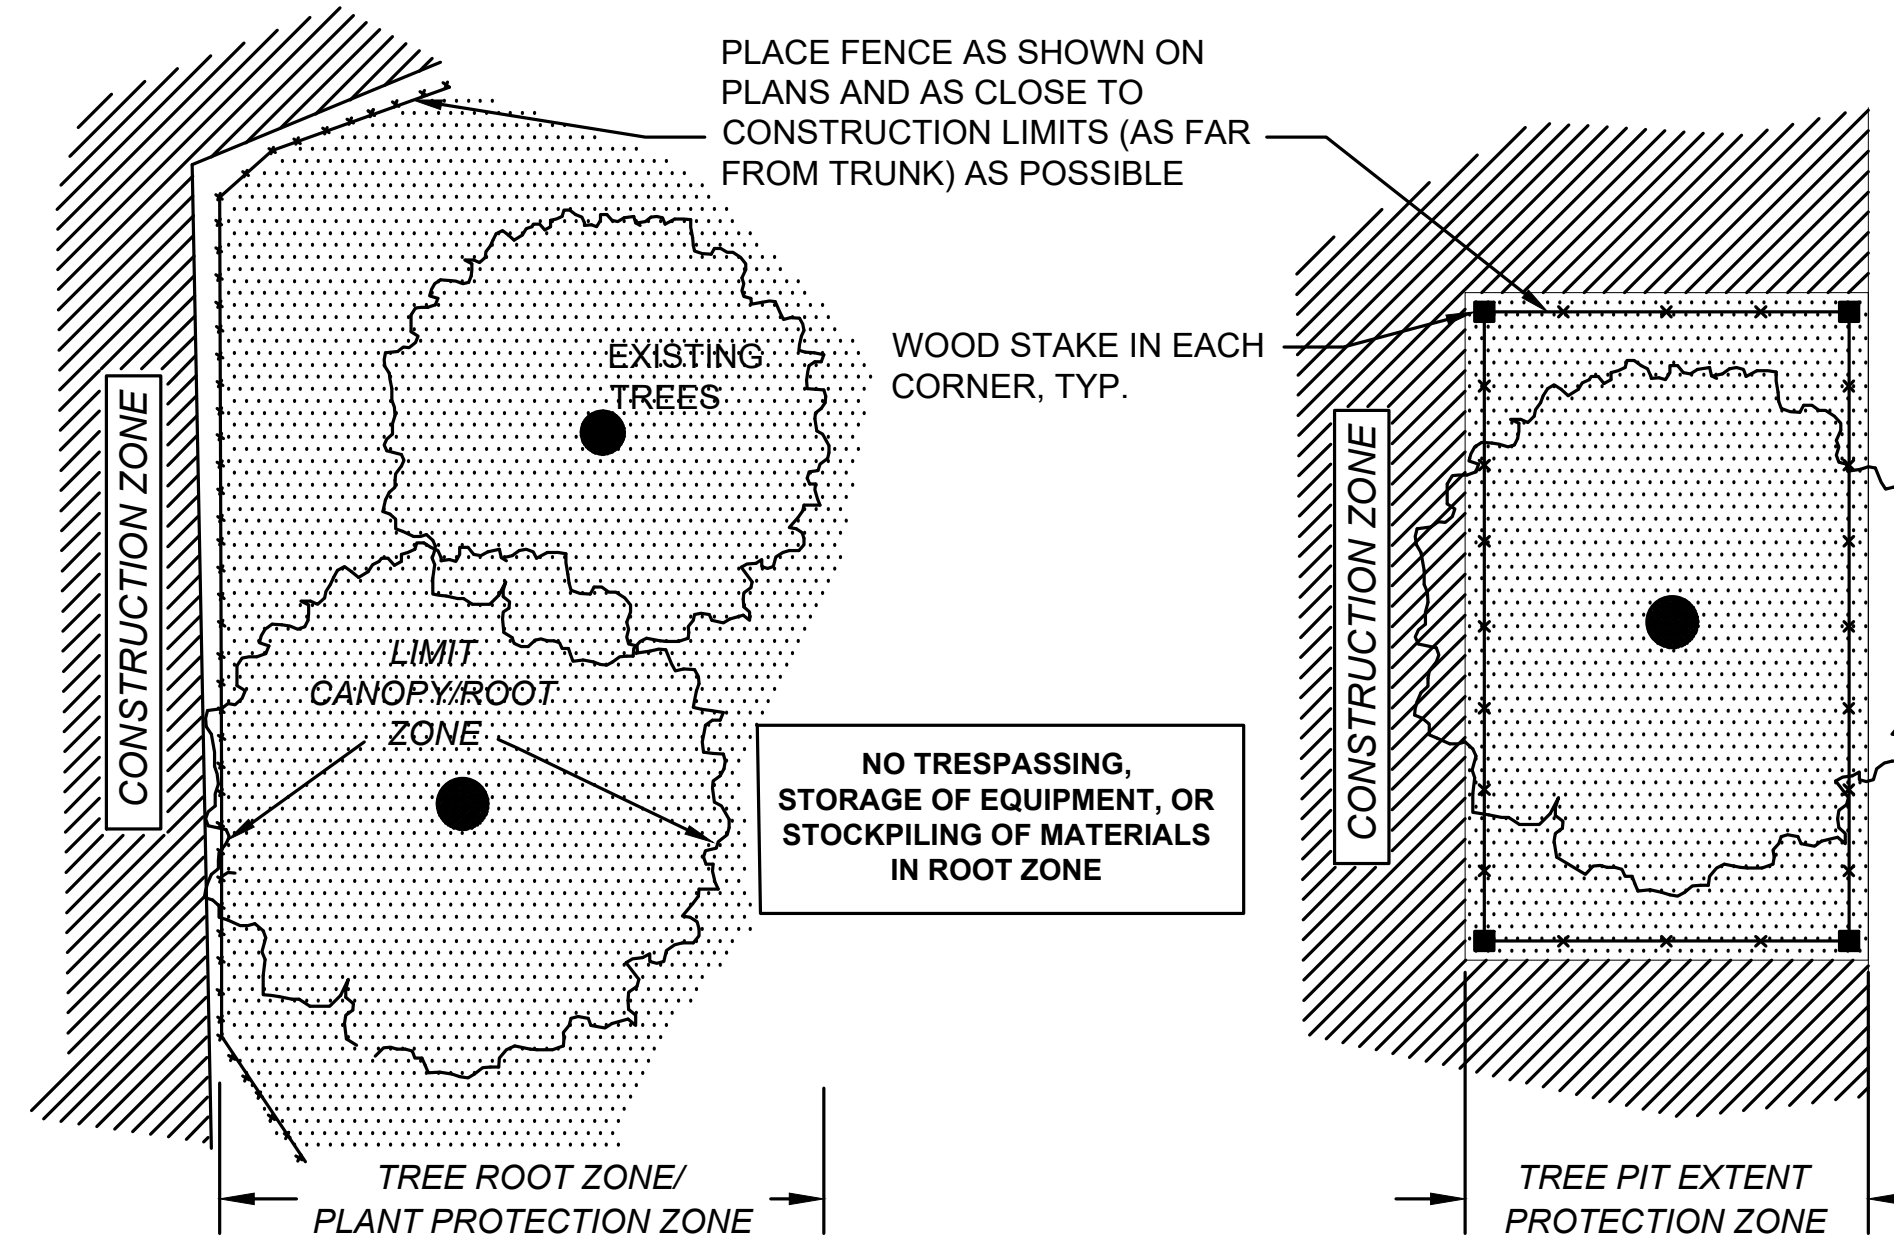 PLACE FENCE AS SHOWN ON
PLANS AND AS CLOSE TO
CONSTRUCTION LIMITS (AS FAR
FROM TRUNK) AS POSSIBLE
EXISTING
TREES
WOOD STAKE IN EACH
CORNER, TYP.
CONSTRUCTION ZONE
CONSTRUCTION ZONE
LIMIT
CANOPY/ROOT
ZONE
NO TRESPASSING,
STORAGE OF EQUIPMENT, OR
STOCKPILING OF MATERIALS
IN ROOT ZONE
TREE ROOT ZONE/
PLANT PROTECTION ZONE
TREE PIT EXTENT
PROTECTION ZONE